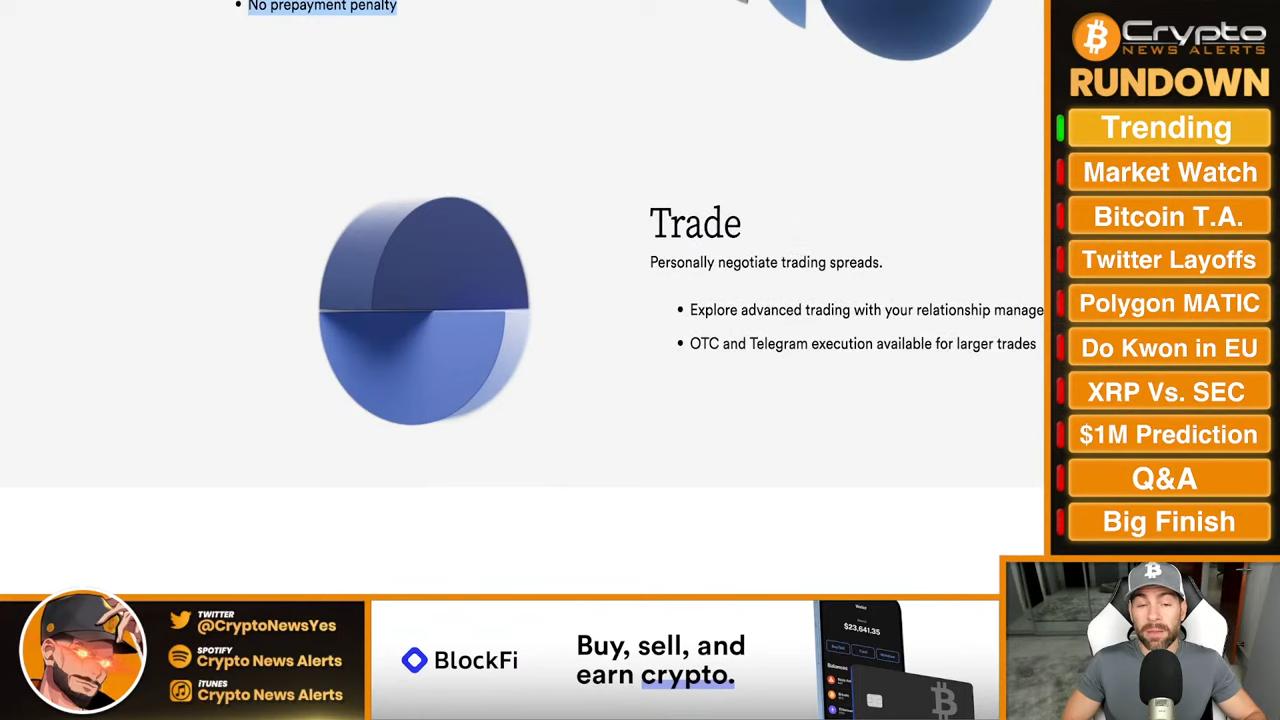 • No prepayment penalty
Trade
Personally negotiate trading spreads.
• Explore advanced trading with your relationship manage
• OTC and Telegram execution available for larger trades
Crypto
NEWS ALERTS
RUNDOWN
Trending
Market Watch
Bitcoin T.A.
Twitter Layoffs
Polygon MATIC
Do Kwon in EU
XRP Vs. SEC
$1M Prediction
Q&A
Big Finish
TWITTER
@CryptoNewsYes
SPOTIFY
Crypto News Alerts
iTUNES
Crypto News Alerts
BlockFi
Buy, sell, and
earn crypto.
Wallet
$23,641.35